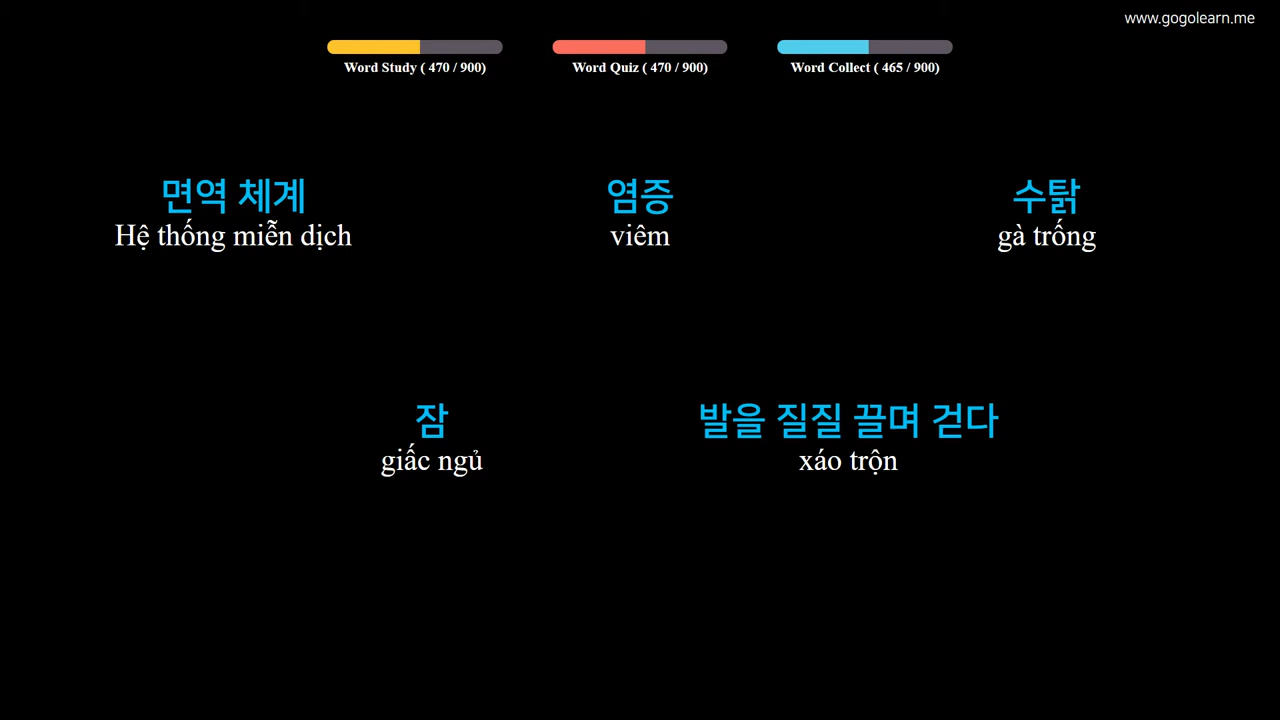 www.gogolearn.me
Word Study ( 470 / 900)
Word Quiz ( 470 / 900)
Word Collect ( 465 / 900)
면역 체계
Hệ thống miễn dịch
염증
viêm
수탉
gà trống
잠
giấc ngủ
발을 질질 끌며 걷다
xáo trộn